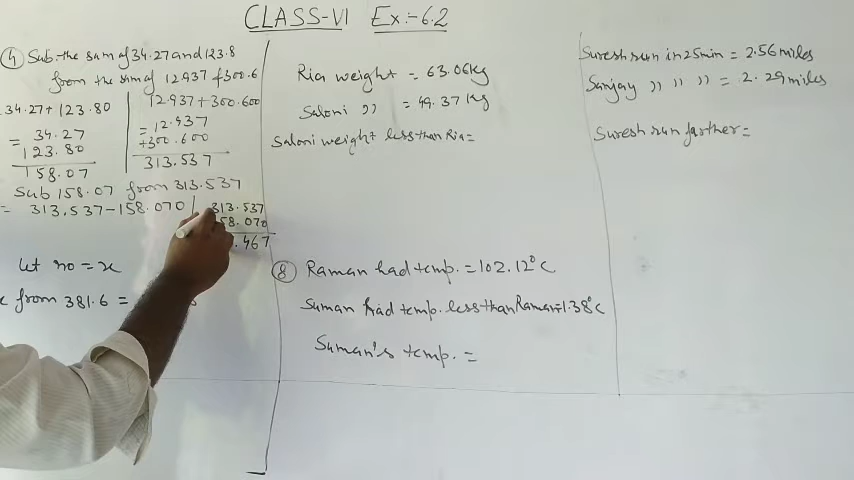 CLASS-VI Ex:-6.2
4 Sub. the sum of 34.27 and 123.8
from the sum of 12.937 + 300.6
34.27 + 123.80
= 34.27
123.80
158.07
12.937 + 300.600
= 12.937
+300.600
313.537
Sub 158.07 from 313.537
= 313.537 - 158.070
313.537
58.070
.467
Let no = x
x from 381.6 =
Ria weight = 63.06kg
Saloni ,, = 49.37 Kg
Saloni weight less than Ria =
8 Raman had temp. = 102.12°C
Suman had temp. less than Raman = 1.38°C
Suman's temp. =
Suresh run in 25 min = 2.56 miles
Sanjay ,, ,, ,, = 2.29 miles
Suresh run farther =